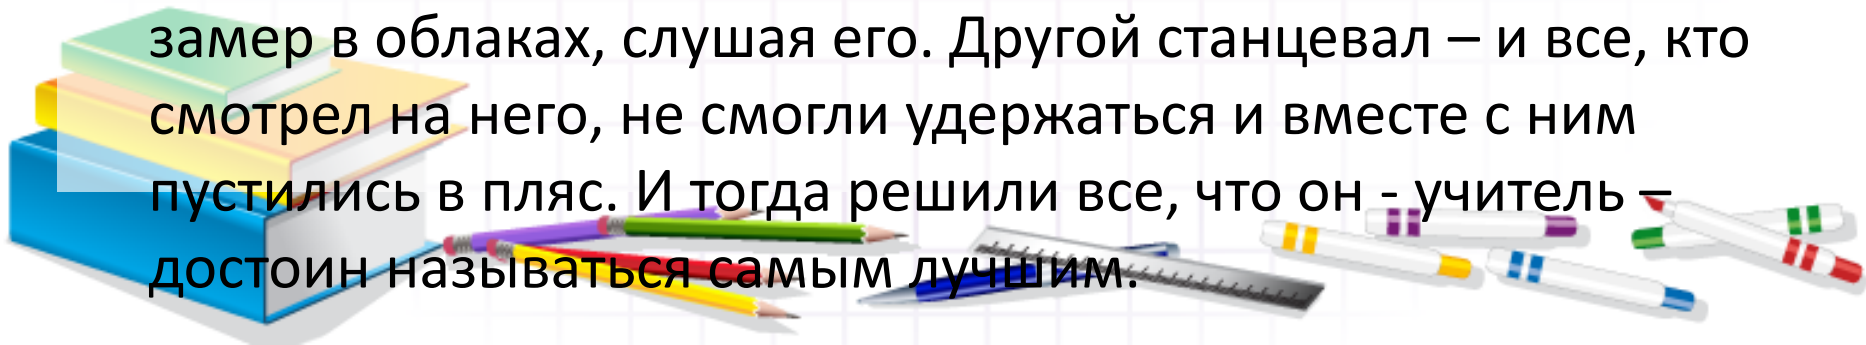 замер в облаках, слушая его. Другой станцевал – и все, кто
смотрел на него, не смогли удержаться и вместе с ним
пустились в пляс. И тогда решили все, что он - учитель –
достоин называться самым лучшим.